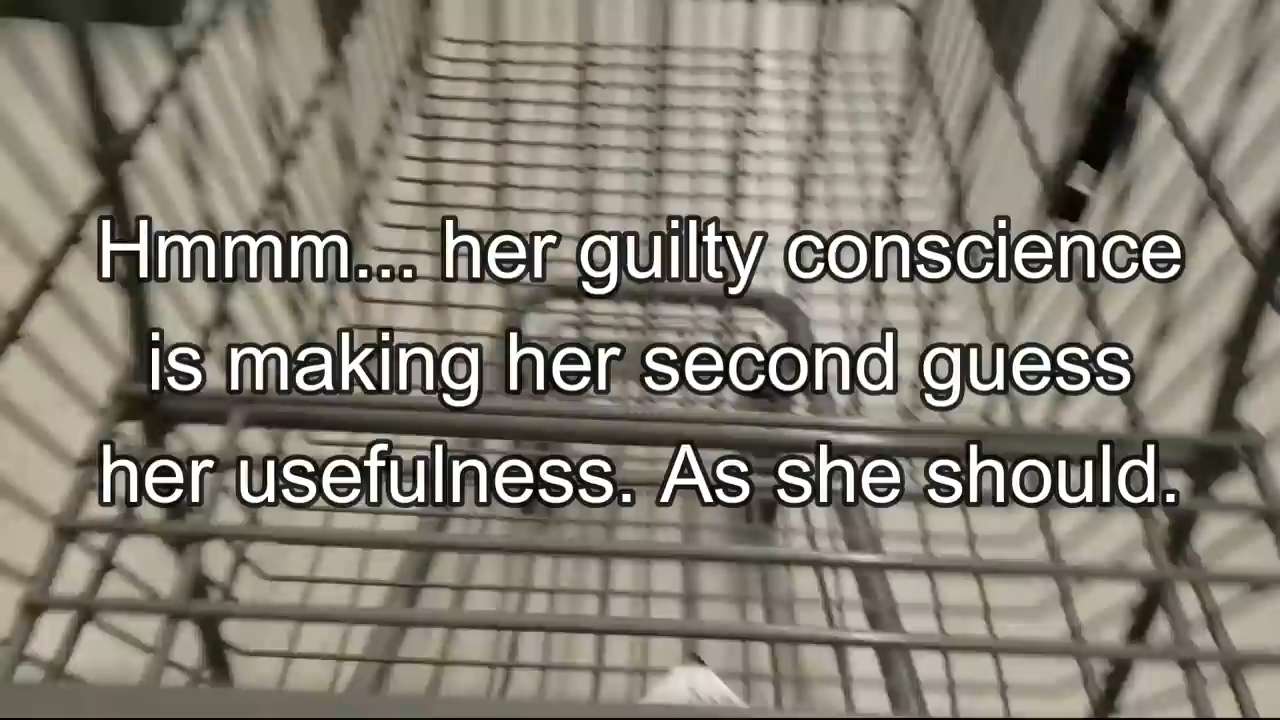 Hmmm... her guilty conscience
is making her second guess
her usefulness. As she should.